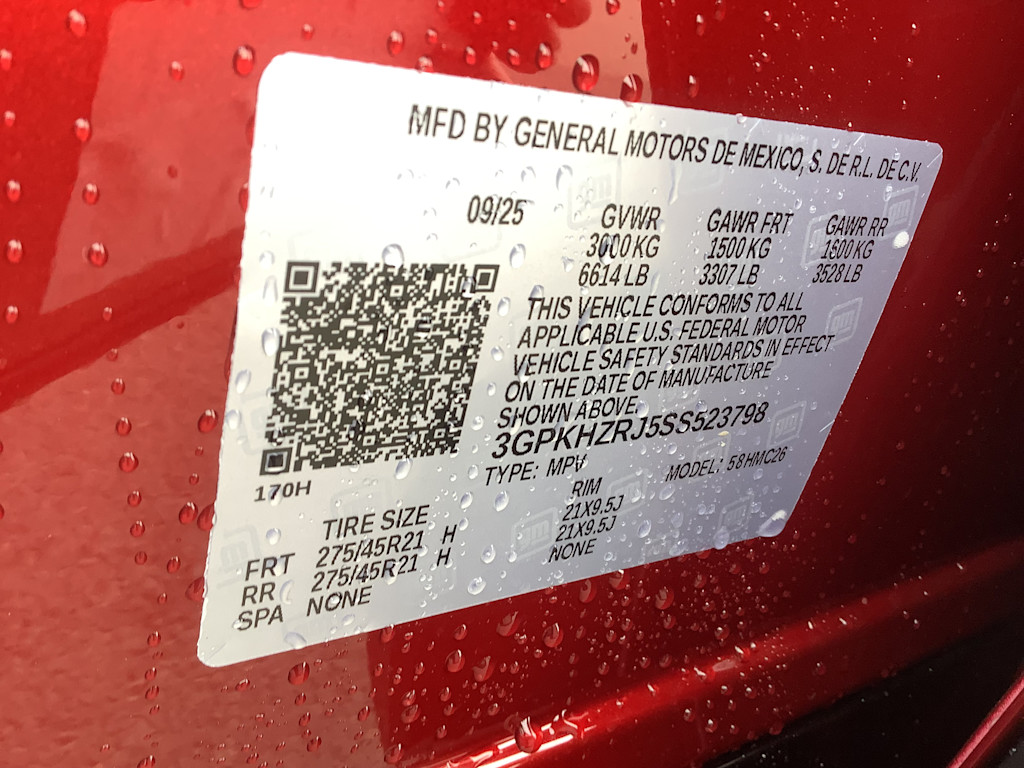 MFD BY GENERAL MOTORS DE MEXICO, S. DE R.L. DE C.V.
09/25 GVWR GAWR FRT GAWR RR
3000 KG 1500 KG 1600 KG
6614 LB 3307 LB 3528 LB
THIS VEHICLE CONFORMS TO ALL
APPLICABLE U.S. FEDERAL MOTOR
VEHICLE SAFETY STANDARDS IN EFFECT
ON THE DATE OF MANUFACTURE
SHOWN ABOVE.
3GPKHZRJ5SS523798
TYPE: MPV MODEL: 58HMC26
170H
TIRE SIZE RIM
FRT 275/45R21 H 21X9.5J
RR 275/45R21 H 21X9.5J
SPA NONE NONE